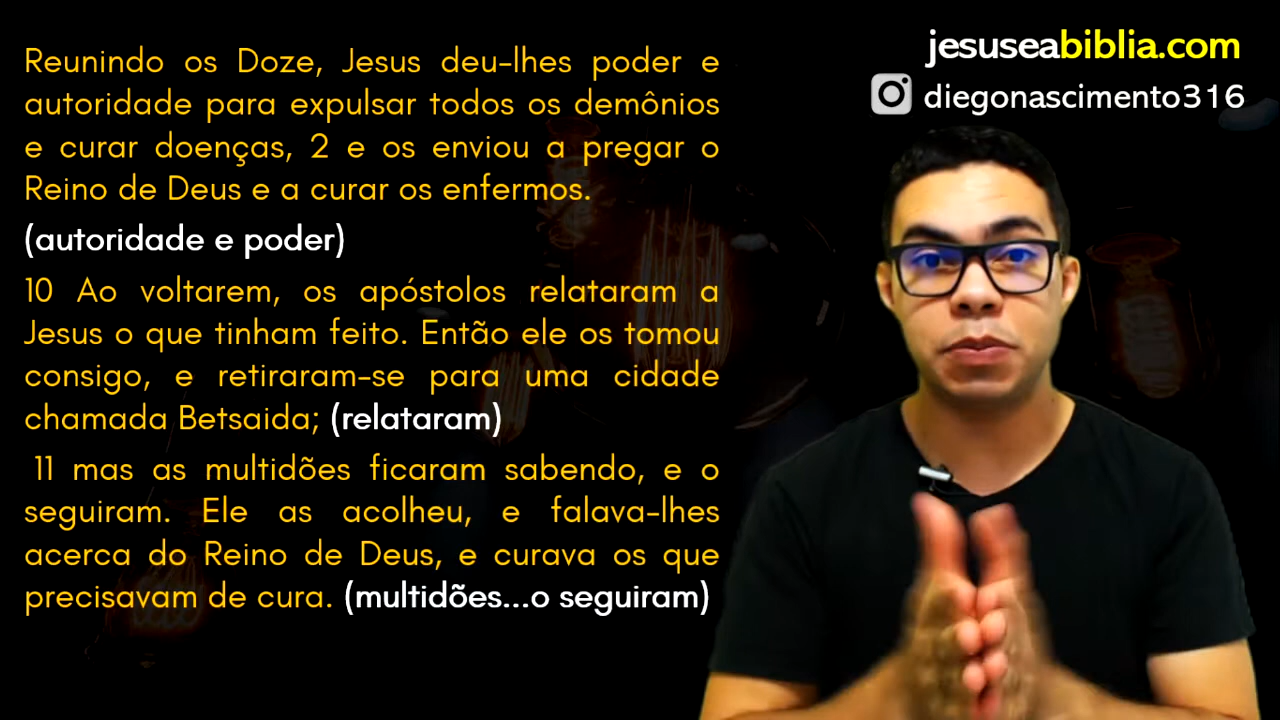 Reunindo os Doze, Jesus deu-lhes poder e
autoridade para expulsar todos os demônios
e curar doenças, 2 e os enviou a pregar o
Reino de Deus e a curar os enfermos.
(autoridade e poder)
10 Ao voltarem, os apóstolos relataram a
Jesus o que tinham feito. Então ele os tomou
consigo, e retiraram-se para uma cidade
chamada Betsaida; (relataram)
11 mas as multidões ficaram sabendo, e o
seguiram. Ele as acolheu, e falava-lhes
acerca do Reino de Deus, e curava os que
precisavam de cura. (multidões...o seguiram)
jesuseabiblia.com
diegonascimento316